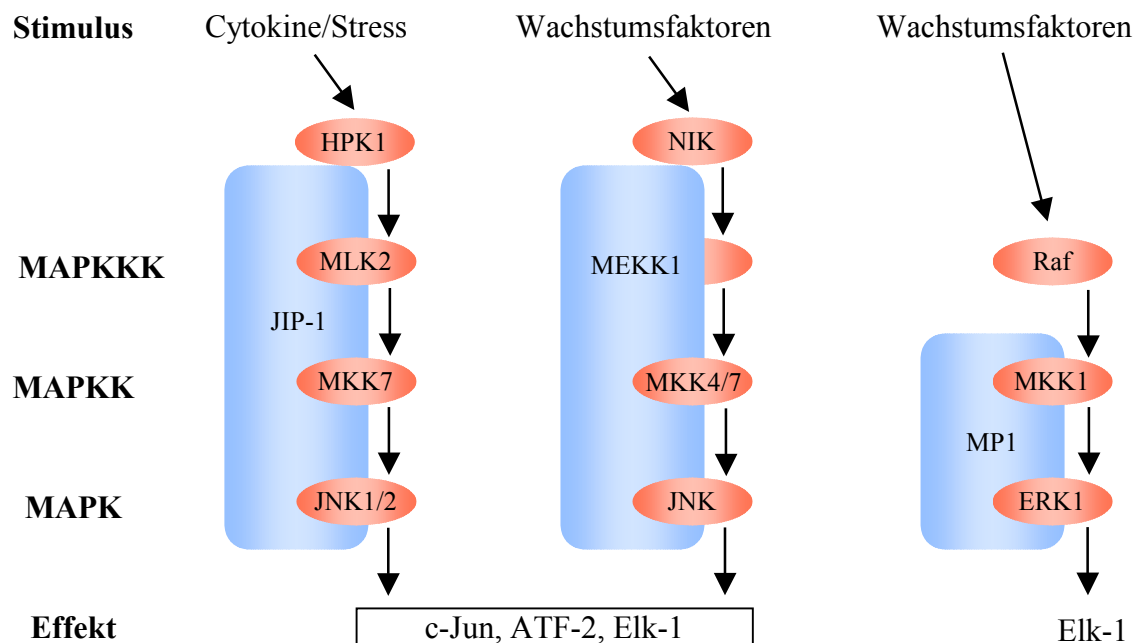 Stimulus Cytokine/Stress Wachstumsfaktoren Wachstumsfaktoren
HPK1 NIK
MAPKKK MLK2 MEKK1 Raf
JIP-1
MAPKK MKK7 MKK4/7 MKK1
MP1
MAPK JNK1/2 JNK ERK1
Effekt c-Jun, ATF-2, Elk-1 Elk-1